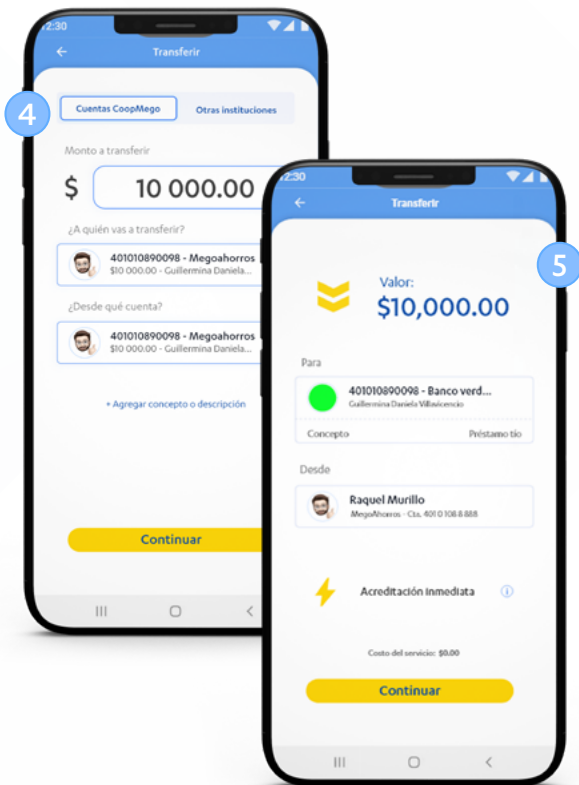 4
12:30
Transferir
Cuentas CoopMego
Otras instituciones
Monto a transferir
$ 10 000.00
¿A quién vas a transferir?
401010890098 - Megoahorros
$10 000.00 - Guillermina Daniela...
¿Desde qué cuenta?
401010890098 - Megoahorros
$10 000.00 - Guillermina Daniela...
+ Agregar concepto o descripción
Continuar
5
12:30
Transferir
Valor:
$10,000.00
Para
401010890098 - Banco verd...
Guillermina Daniela Villavicencio
Concepto Préstamo tío
Desde
Raquel Murillo
MegoAhorros - Cta. 401 0 108 8 888
Acreditación inmediata
Costo del servicio: $0.00
Continuar